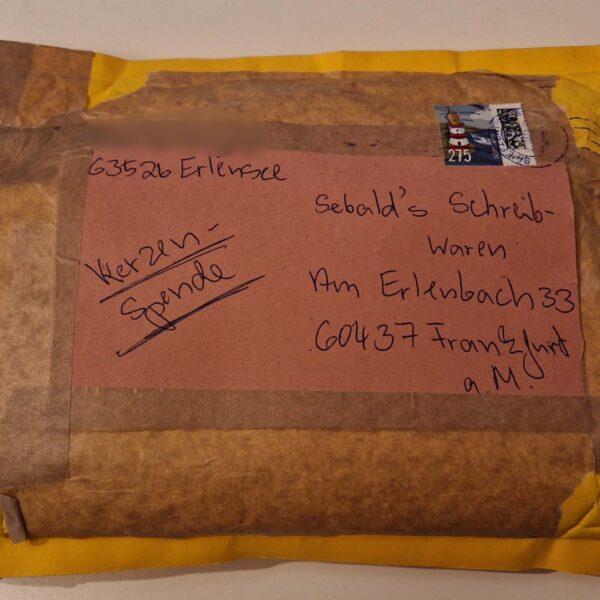 275
63526 Erlensee
Kerzen-
Spende
Sebald's Schreib-
waren
Am Erlenbach 33
60437 Frankfurt
a.M.